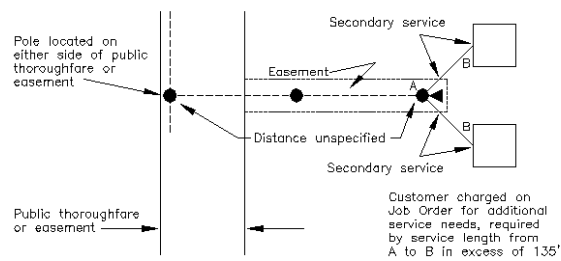 Secondary service
Pole located on
either side of public
thoroughfare or
easement
Easement
A
B
B
Distance unspecified
Secondary service
Customer charged on
Job Order for additional
service needs, required
by service length from
A to B in excess of 135'
Public thoroughfare
or easement